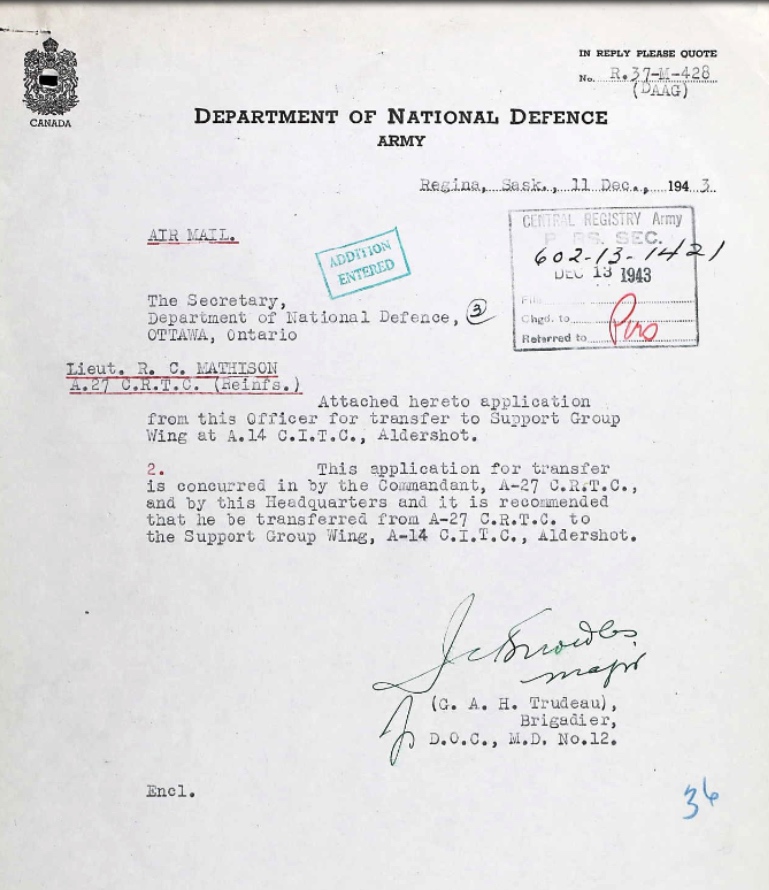 CANADA
IN REPLY PLEASE QUOTE
No. R.37-M-428
(DAAG)
DEPARTMENT OF NATIONAL DEFENCE
ARMY
Regina, Sask., 11 Dec., 1943.
AIR MAIL.
ADDITION
ENTERED
CENTRAL REGISTRY Army
P RS. SEC.
602-13-1421
DEC 13 1943
File
Chgd. to
Referred to
The Secretary,
Department of National Defence, 3
OTTAWA, Ontario
Lieut. R. C. MATHISON
A.27 C.R.T.C. (Reinfs.)
Attached hereto application
from this Officer for transfer to Support Group
Wing at A.14 C.I.T.C., Aldershot.
2. This application for transfer
is concurred in by the Commandant, A-27 C.R.T.C.,
and by this Headquarters and it is recommended
that he be transferred from A-27 C.R.T.C. to
the Support Group Wing, A-14 C.I.T.C., Aldershot.
major
(G. A. H. Trudeau),
Brigadier,
D.O.C., M.D. No.12.
Encl.
36